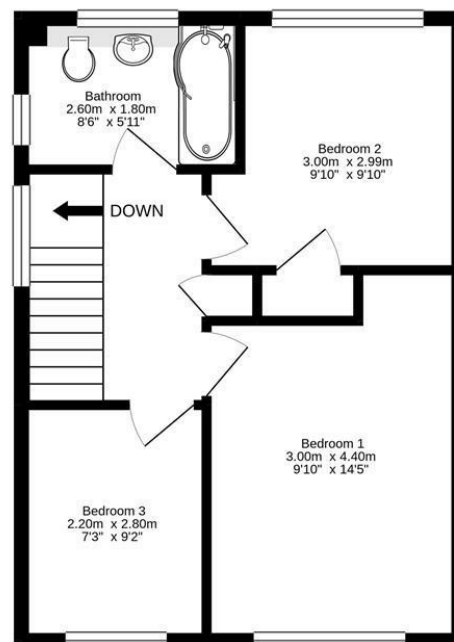 Bathroom
2.60m x 1.80m
8'6" x 5'11"
Bedroom 2
3.00m x 2.99m
9'10" x 9'10"
DOWN
Bedroom 1
3.00m x 4.40m
9'10" x 14'5"
Bedroom 3
2.20m x 2.80m
7'3" x 9'2"